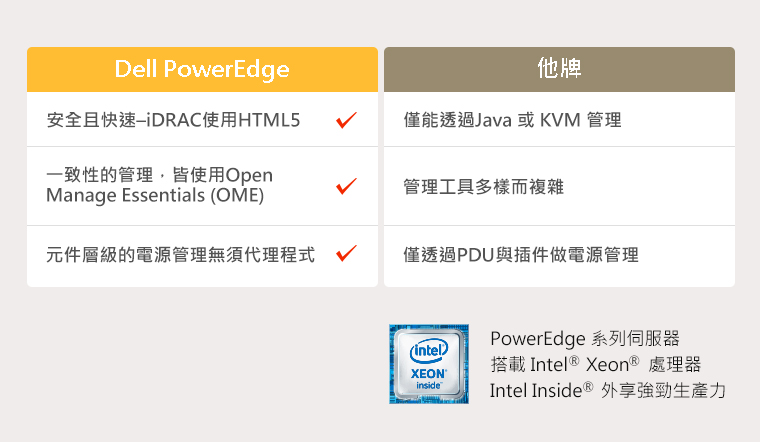 Dell PowerEdge
他牌
安全且快速–iDRAC使用HTML5
僅能透過Java 或 KVM 管理
一致性的管理，皆使用Open
Manage Essentials (OME)
管理工具多樣而複雜
元件層級的電源管理無須代理程式
僅透過PDU與插件做電源管理
intel
XEON®
inside™
PowerEdge 系列伺服器
搭載 Intel® Xeon® 處理器
Intel Inside® 外享強勁生產力